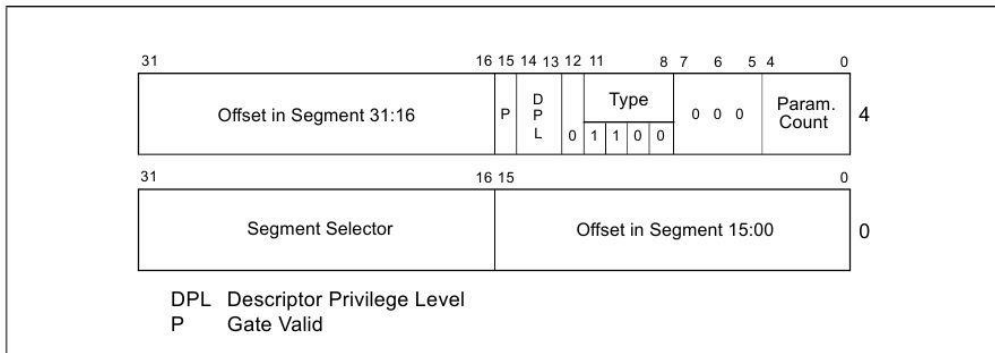 31 16 15 14 13 12 11 8 7 6 5 4 0
Offset in Segment 31:16 P D P L 0 Type 1 1 0 0 0 0 0 Param. Count 4
31 16 15 0
Segment Selector Offset in Segment 15:00 0
DPL Descriptor Privilege Level
P Gate Valid